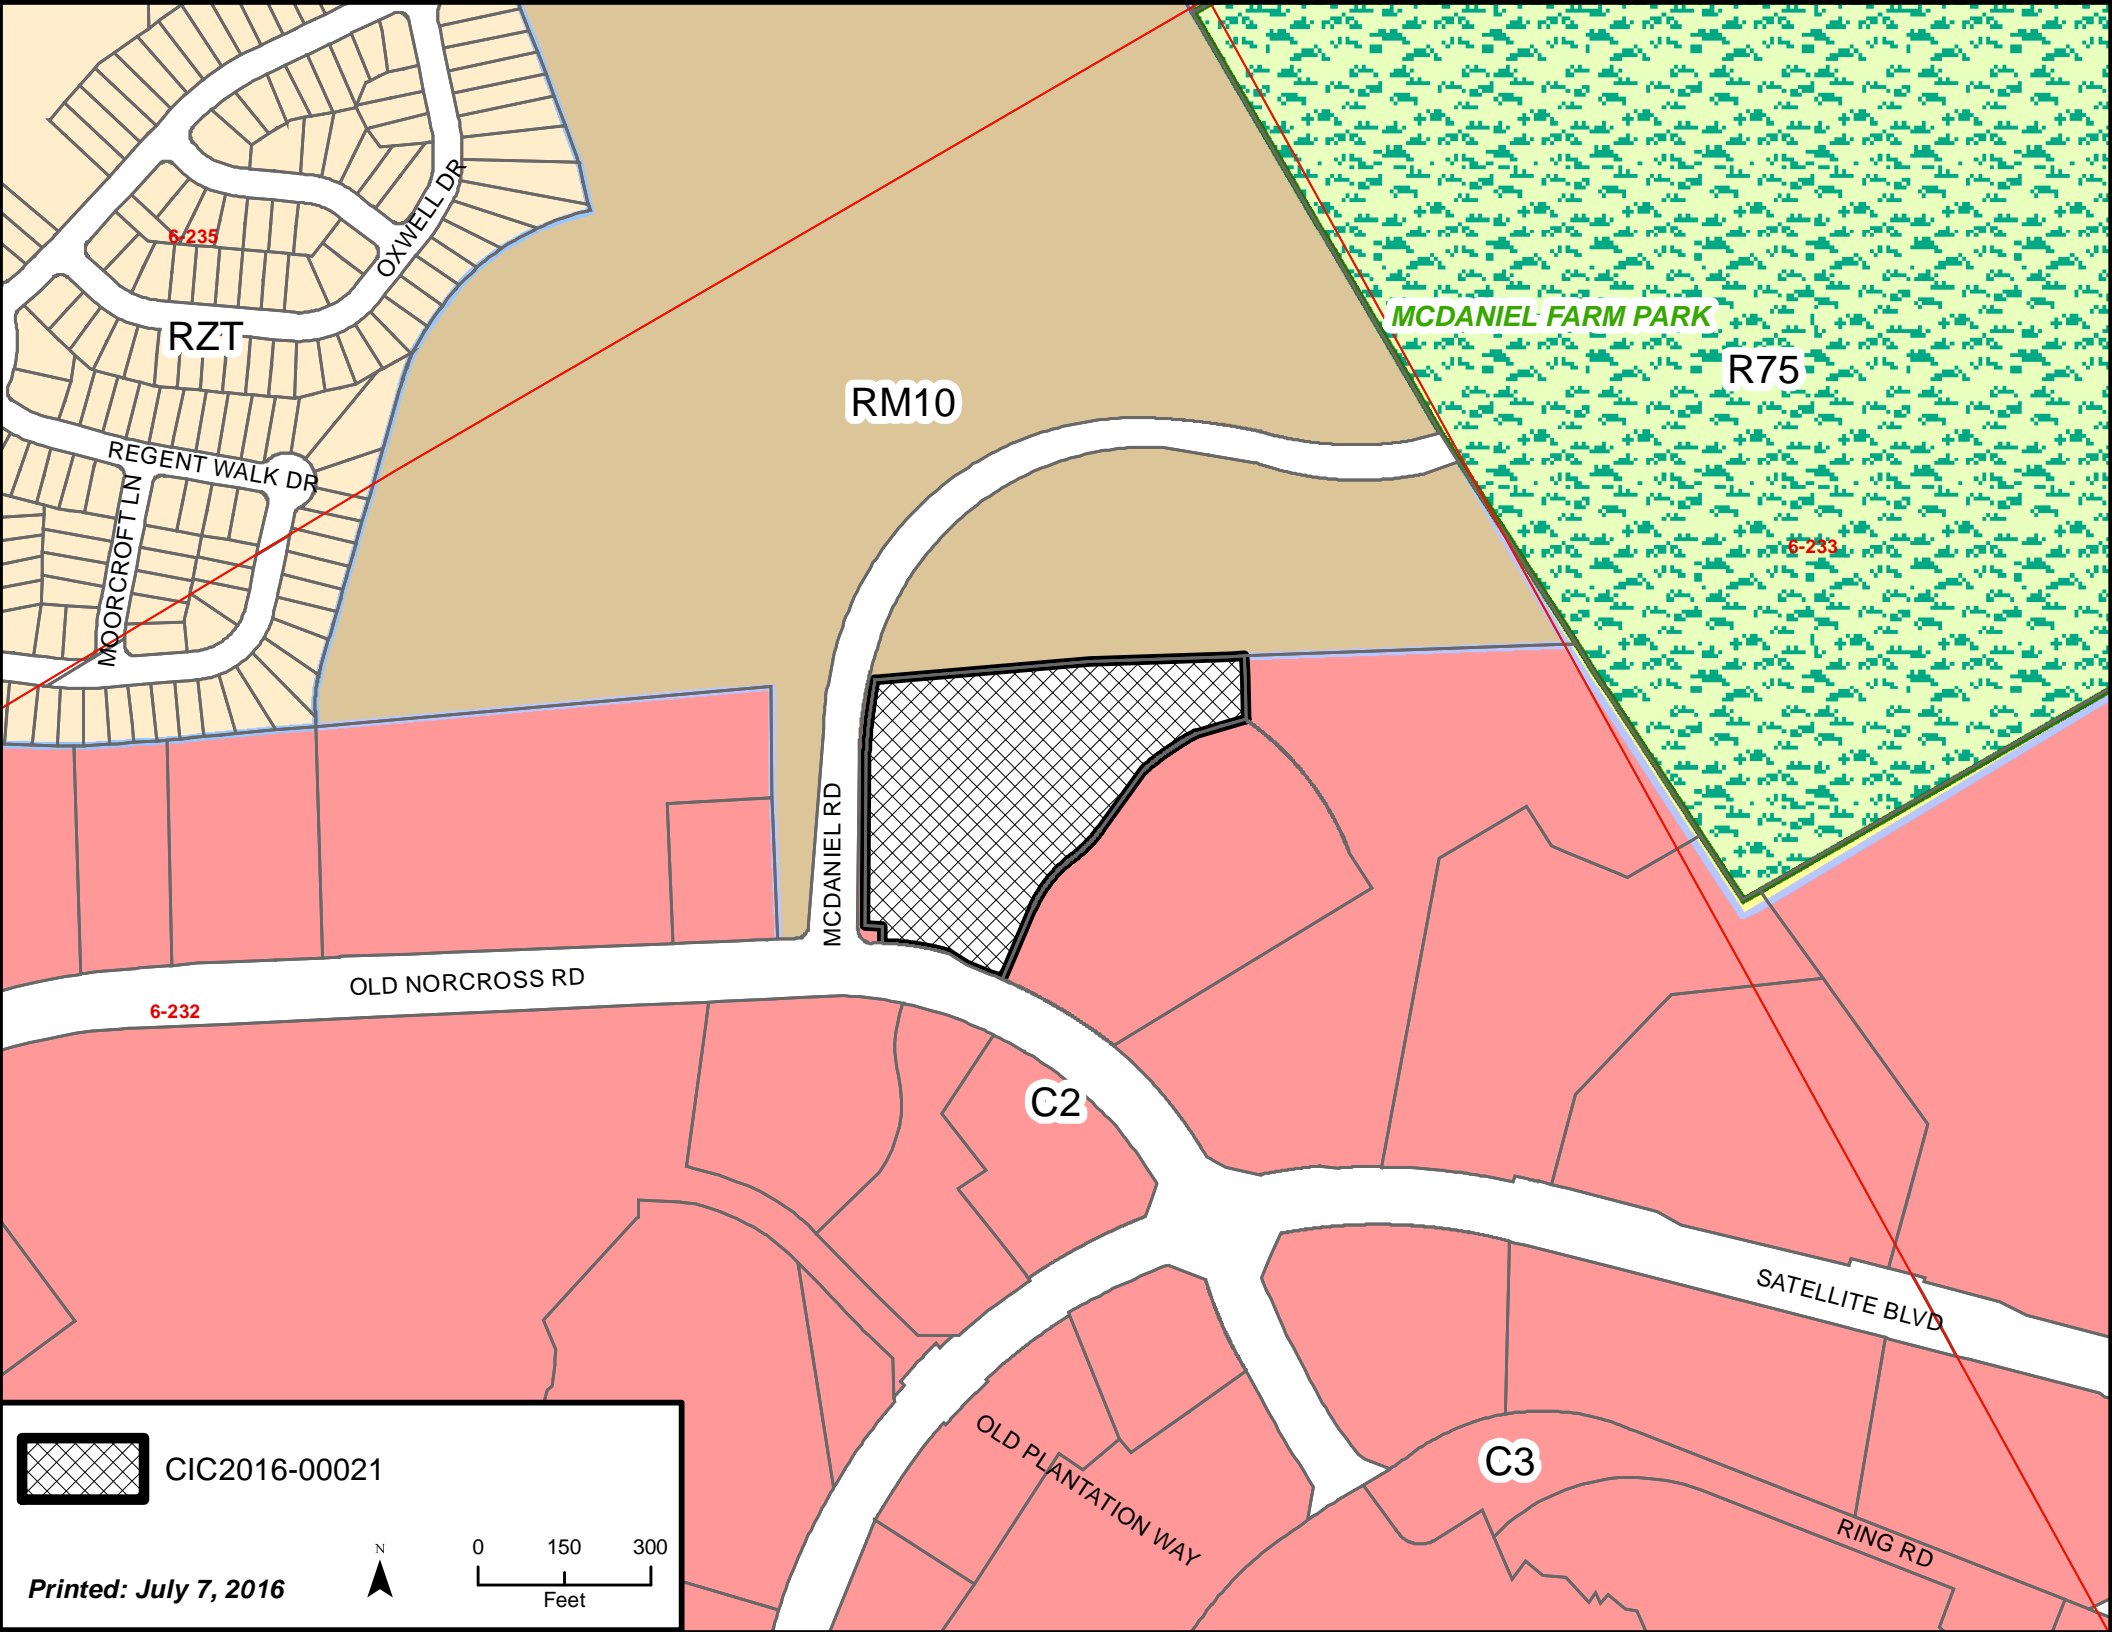 OXWELL DR
6-235
MCDANIEL FARM PARK
RZT
R75
RM10
REGENT WALK DR
MOORCROFT LN
6-233
MCDANIEL RD
OLD NORCROSS RD
6-232
C2
SATELLITE BLVD
OLD PLANTATION WAY
C3
RING RD
CIC2016-00021
N
0 150 300
Feet
Printed: July 7, 2016